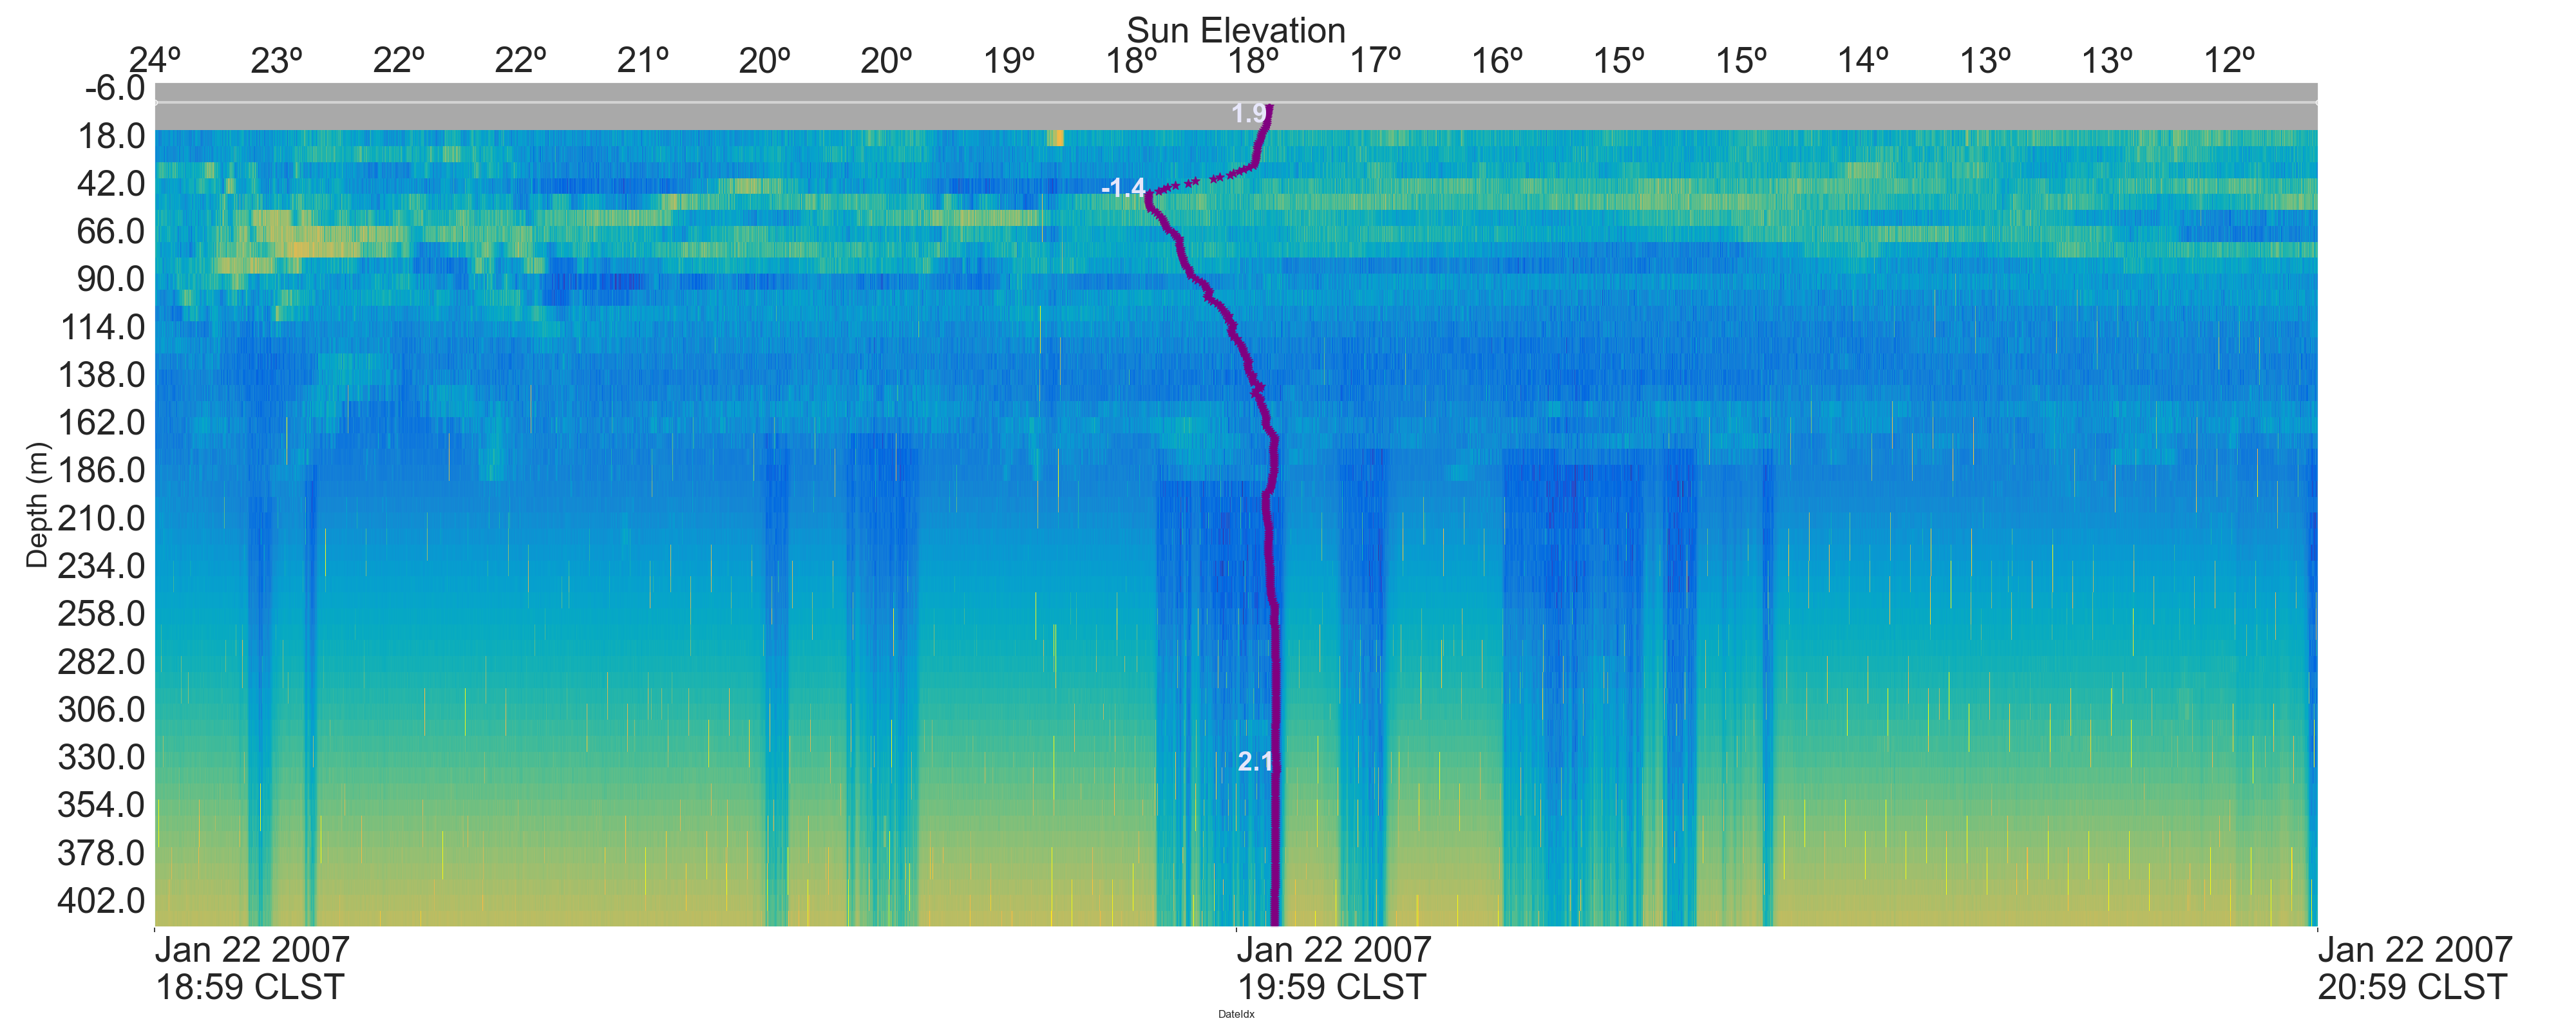 Sun Elevation
24º 23º 22º 22º 21º 20º 20º 19º 18º 18º 17º 16º 15º 15º 14º 13º 13º 12º
-6.0
1.9
18.0
42.0
-1.4
66.0
90.0
114.0
138.0
162.0
186.0
210.0
234.0
258.0
282.0
306.0
330.0
2.1
354.0
378.0
402.0
Depth (m)
Jan 22 2007
18:59 CLST
Jan 22 2007
19:59 CLST
Jan 22 2007
20:59 CLST
DateIdx